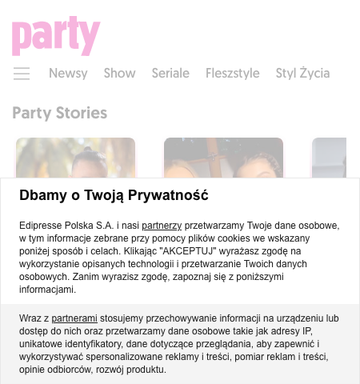 party
Newsy Show Seriale Fleszstyle Styl Życia
Party Stories
Dbamy o Twoją Prywatność
Edipresse Polska S.A. i nasi partnerzy przetwarzamy Twoje dane osobowe,
w tym informacje zebrane przy pomocy plików cookies we wskazany
poniżej sposób i celach. Klikając "AKCEPTUJ" wyrażasz zgodę na
wykorzystanie opisanych technologii i przetwarzanie Twoich danych
osobowych. Zanim wyrazisz zgodę, zapoznaj się z poniższymi
informacjami.
Wraz z partnerami stosujemy przechowywanie informacji na urządzeniu lub
dostęp do nich oraz przetwarzamy dane osobowe takie jak adresy IP,
unikatowe identyfikatory, dane dotyczące przeglądania, aby zapewnić i
wykorzystywać spersonalizowane reklamy i treści, pomiar reklam i treści,
opinie odbiorców, rozwój produktu.